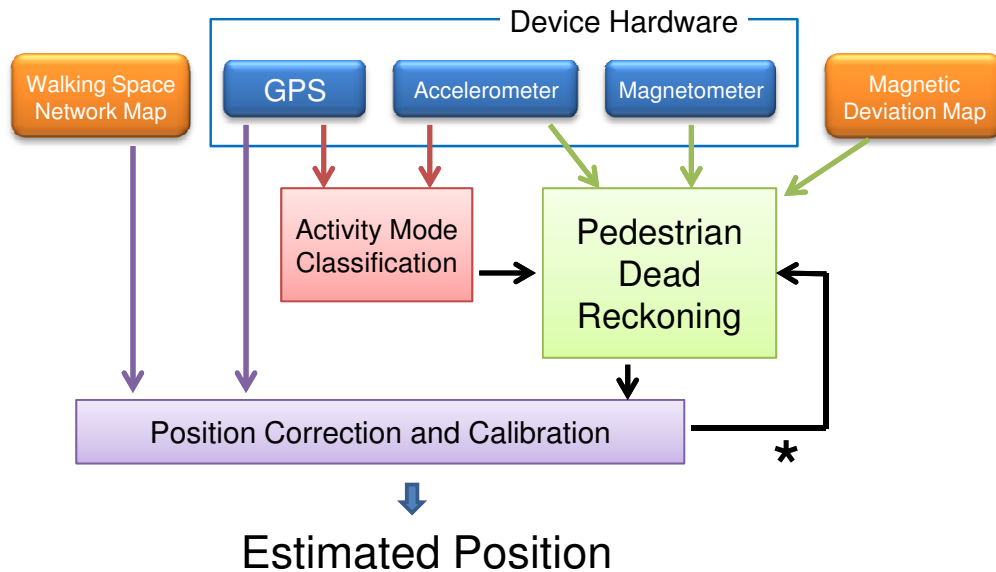 Device Hardware
Walking Space
Network Map
GPS
Accelerometer
Magnetometer
Magnetic
Deviation Map
Activity Mode
Classification
Pedestrian
Dead
Reckoning
Position Correction and Calibration
*
Estimated Position